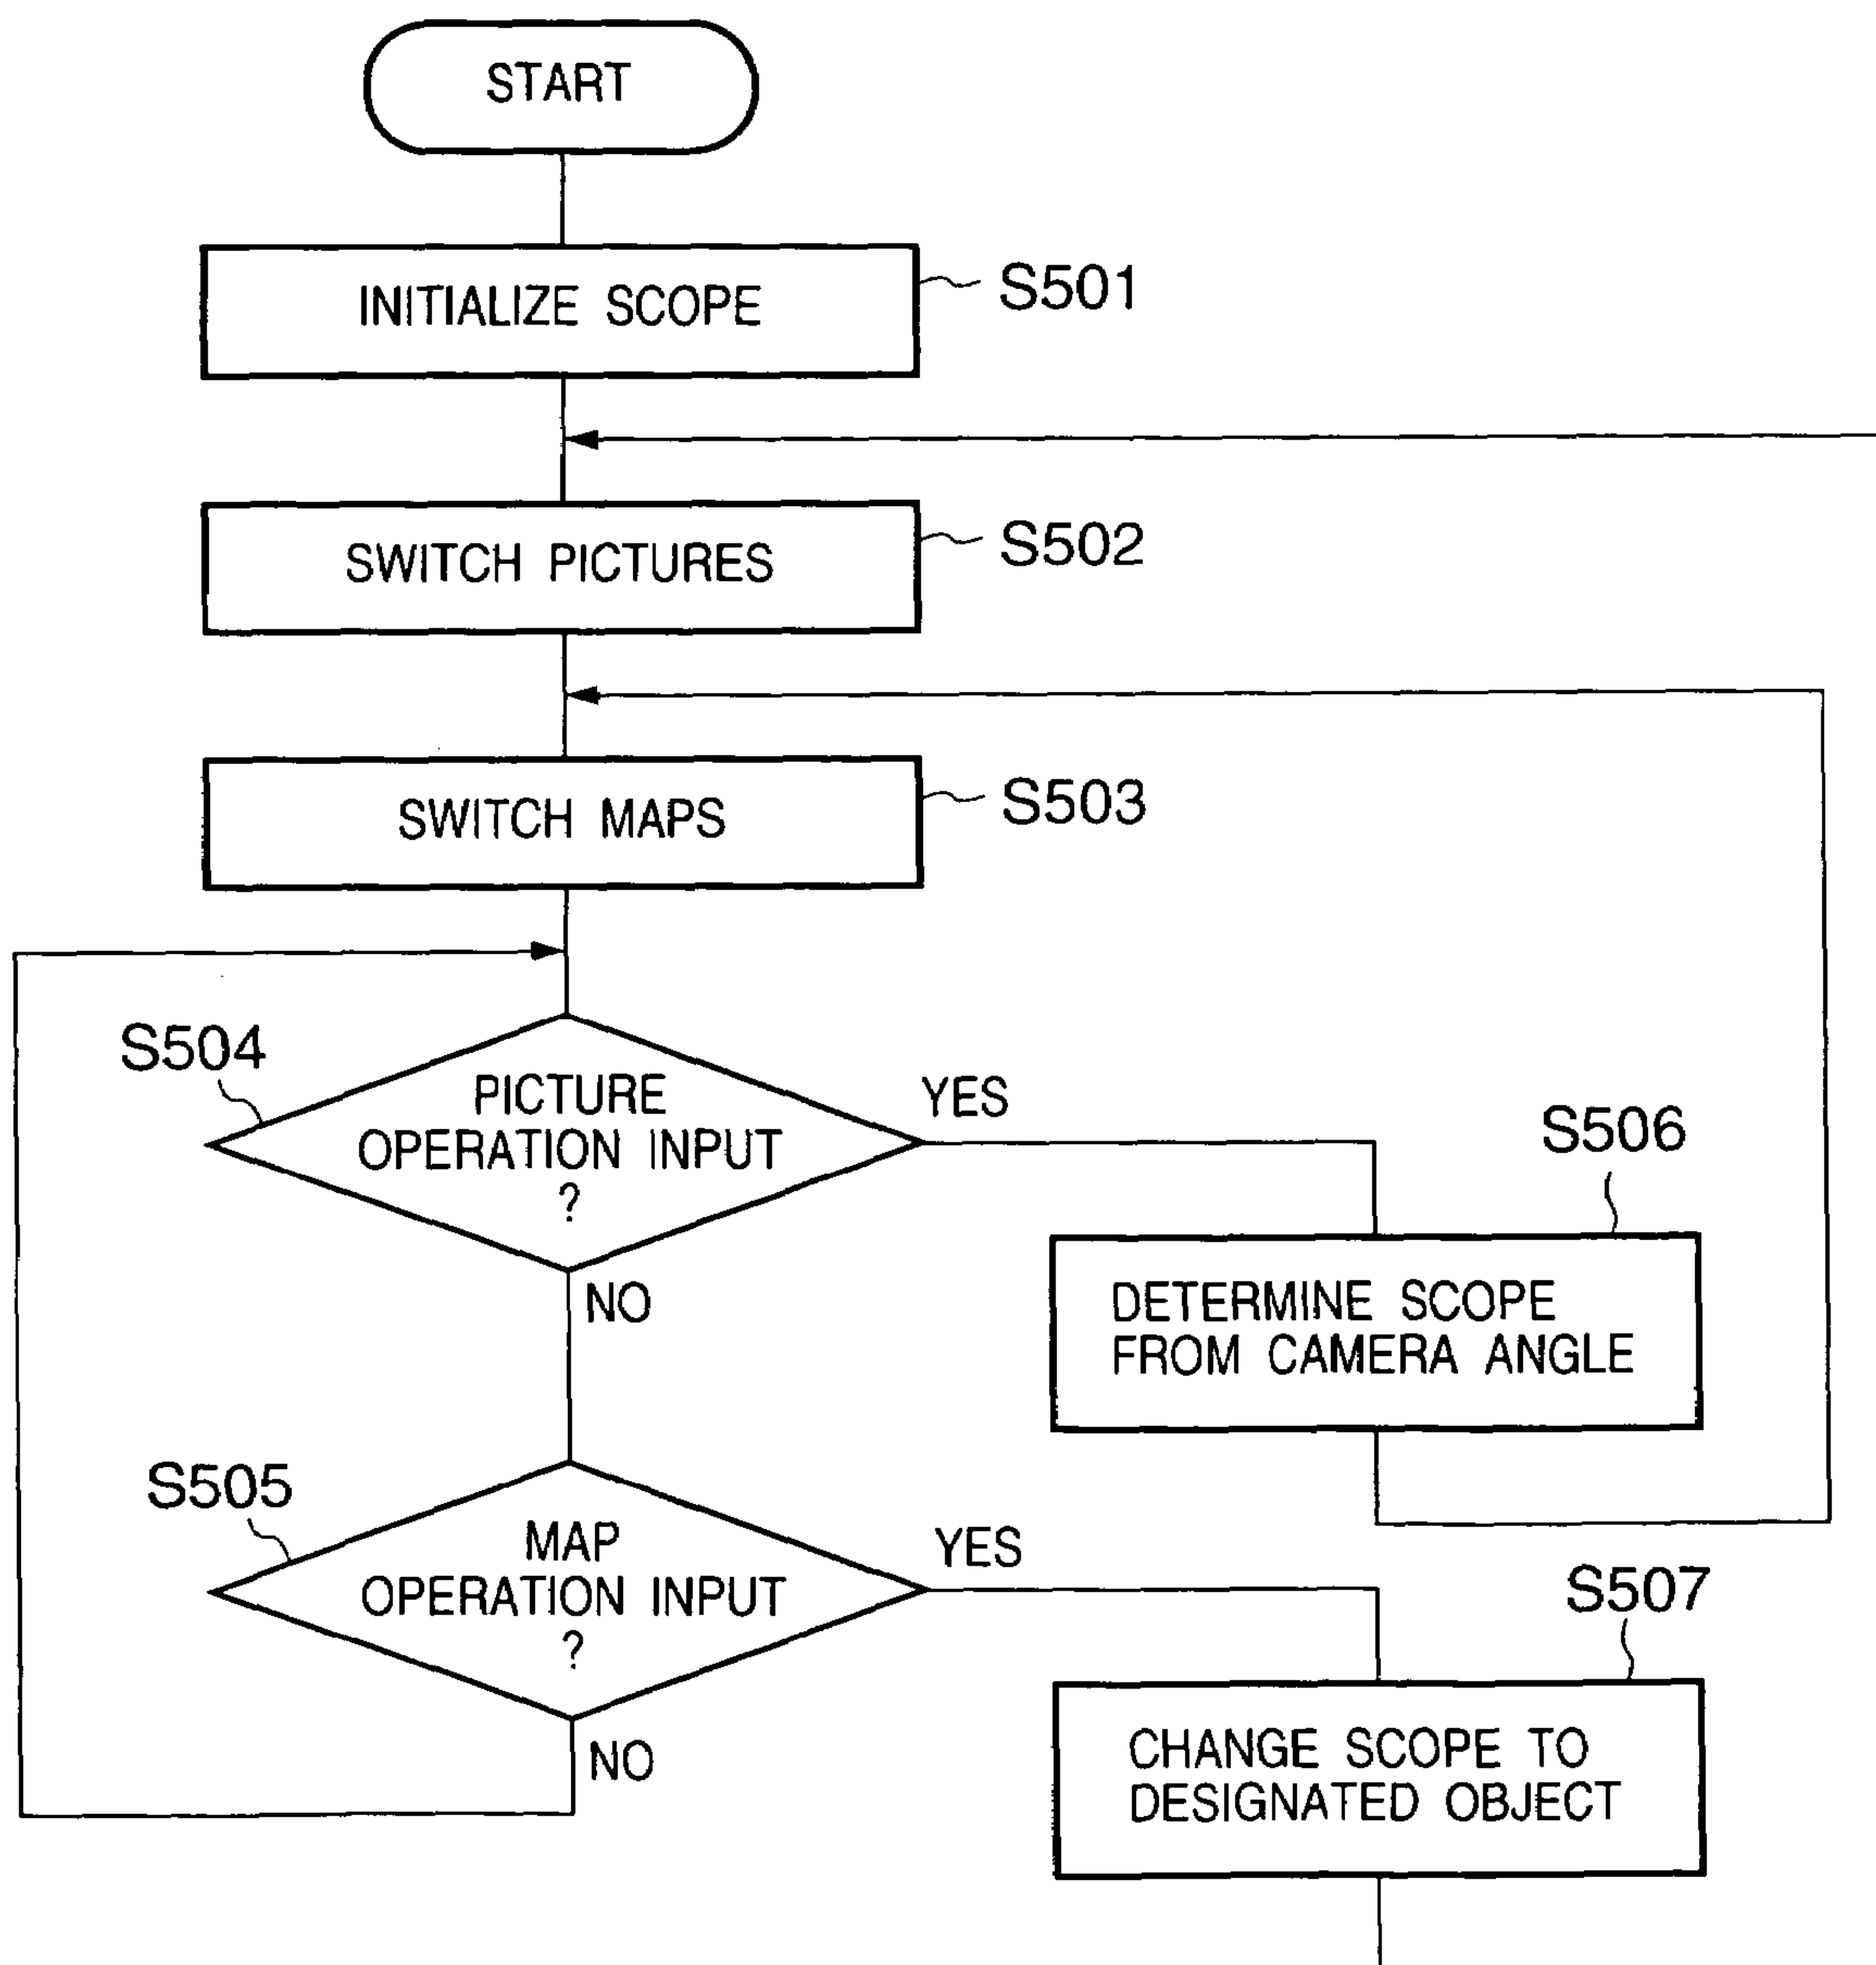 START
INITIALIZE SCOPE
S501
SWITCH PICTURES
S502
SWITCH MAPS
S503
S504
PICTURE
OPERATION INPUT
?
YES
NO
S506
DETERMINE SCOPE
FROM CAMERA ANGLE
S505
MAP
OPERATION INPUT
?
YES
NO
S507
CHANGE SCOPE TO
DESIGNATED OBJECT